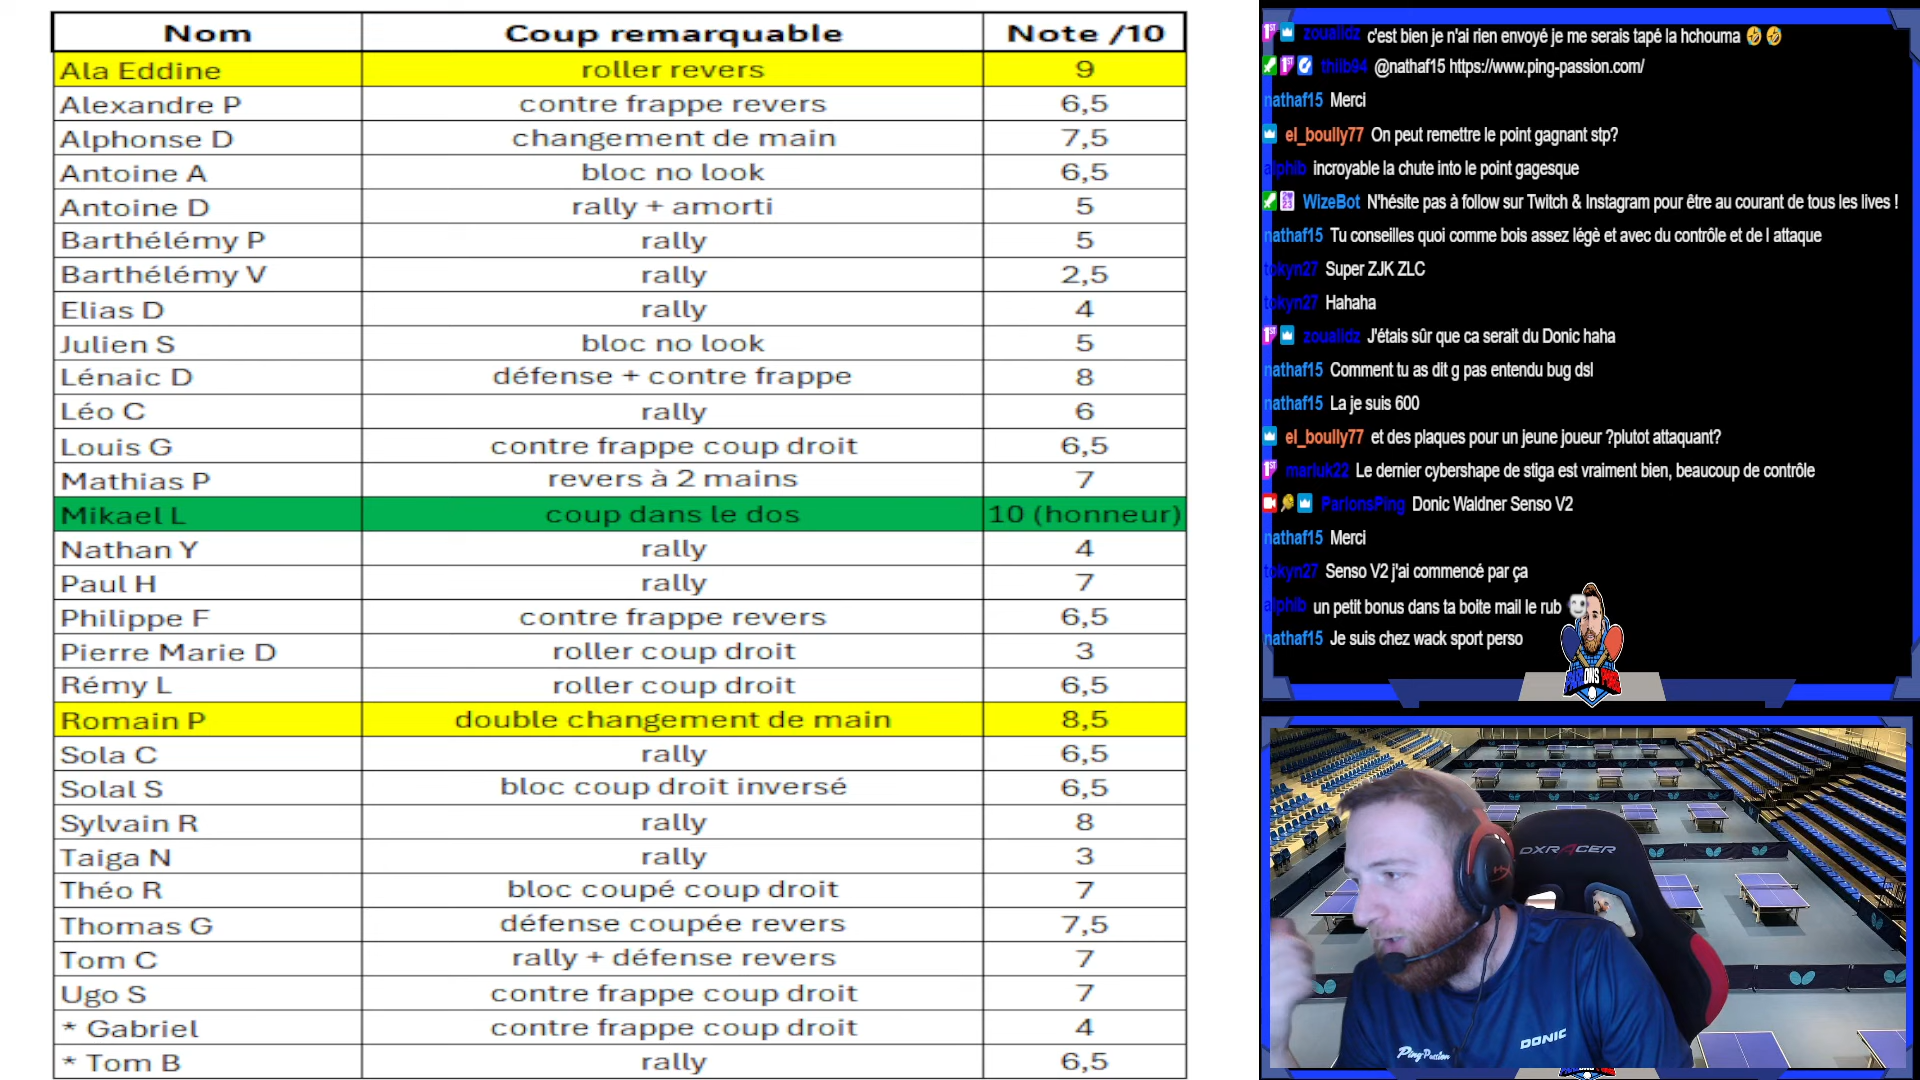 Nom Coup remarquable Note /10
Ala Eddine roller revers 9
Alexandre P contre frappe revers 6,5
Alphonse D changement de main 7,5
Antoine A bloc no look 6,5
Antoine D rally + amorti 5
Barthélémy P rally 5
Barthélémy V rally 2,5
Elias D rally 4
Julien S bloc no look 5
Lénaic D défense + contre frappe 8
Léo C rally 6
Louis G contre frappe coup droit 6,5
Mathias P revers à 2 mains 7
Mikael L coup dans le dos 10 (honneur)
Nathan Y rally 4
Paul H rally 7
Philippe F contre frappe revers 6,5
Pierre Marie D roller coup droit 3
Rémy L roller coup droit 6,5
Romain P double changement de main 8,5
Sola C rally 6,5
Solal S bloc coup droit inversé 6,5
Sylvain R rally 8
Taiga N rally 3
Théo R bloc coupé coup droit 7
Thomas G défense coupée revers 7,5
Tom C rally + défense revers 7
Ugo S contre frappe coup droit 7
* Gabriel contre frappe coup droit 4
* Tom B rally 6,5
zoualidz c'est bien je n'ai rien envoyé je me serais tapé la hchouma 🤣 🤣
thiib94 @nathaf15 https://www.ping-passion.com/
nathaf15 Merci
el_boully77 On peut remettre le point gagnant stp?
alphib incroyable la chute into le point gagesque
WizeBot N'hésite pas à follow sur Twitch & Instagram pour être au courant de tous les lives !
nathaf15 Tu conseilles quoi comme bois assez légè et avec du contrôle et de l attaque
tokyn27 Super ZJK ZLC
tokyn27 Hahaha
zoualidz J'étais sûr que ca serait du Donic haha
nathaf15 Comment tu as dit g pas entendu bug dsl
nathaf15 La je suis 600
el_boully77 et des plaques pour un jeune joueur ?plutot attaquant?
marluk22 Le dernier cybershape de stiga est vraiment bien, beaucoup de contrôle
ParlonsPing Donic Waldner Senso V2
nathaf15 Merci
tokyn27 Senso V2 j'ai commencé par ça
alphib un petit bonus dans ta boite mail le rub
nathaf15 Je suis chez wack sport perso
PARLONS PING
DXRACER
DONIC
Ping-Passion